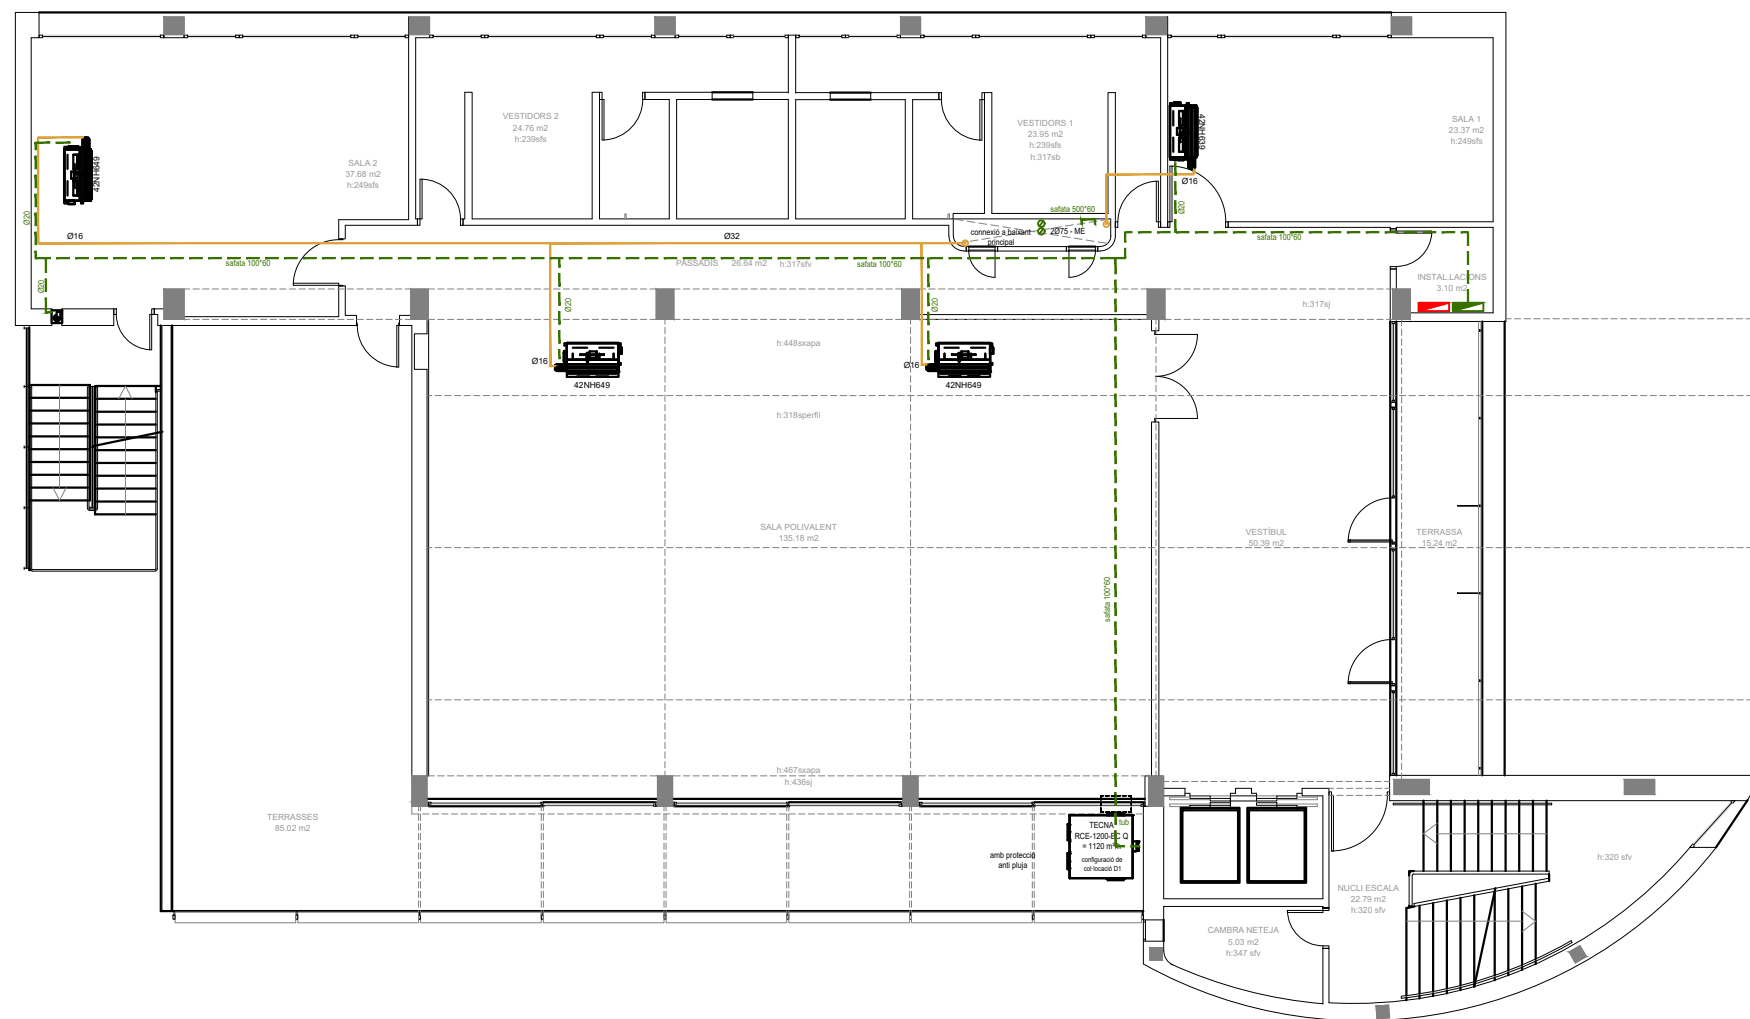 VESTIDORS 2
24.76 m2
h:239sfs
VESTIDORS 1
23.95 m2
h:239sfs
h:317sb
SALA 1
23.37 m2
h:249sfs
SALA 2
37.68 m2
h:249sfs
42NH649
42NH639
Ø16
Ø20
Ø20
Ø16
Ø32
safata 500*60
connexió a baixant
principal
2Ø75 - ME
safata 100*60
PASSADÍS 26.64 m2 h:317sfv
safata 100*60
safata 100*60
INSTAL.LACIONS
3.10 m2
h:317sj
Ø20
Ø20
Ø20
h:448sxapa
Ø16
42NH649
Ø16
42NH649
h:318sperfil
SALA POLIVALENT
135.18 m2
VESTÍBUL
50.39 m2
TERRASSA
15.24 m2
safata 100*60
h:467sxapa
h:436sj
TERRASSES
85.02 m2
TECNA
RCE-1200-EC Q
= 1120 m
tub
configuració de
col·locació D1
amb protecció
anti pluja
h:320 sfv
NUCLI ESCALA
22.79 m2
h:320 sfv
CAMBRA NETEJA
5.03 m2
h:347 sfv